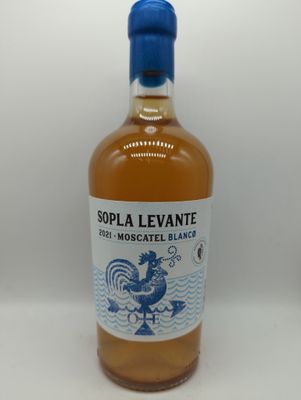 SOPLA LEVANTE
2021 · MOSCATEL BLANCO
O E